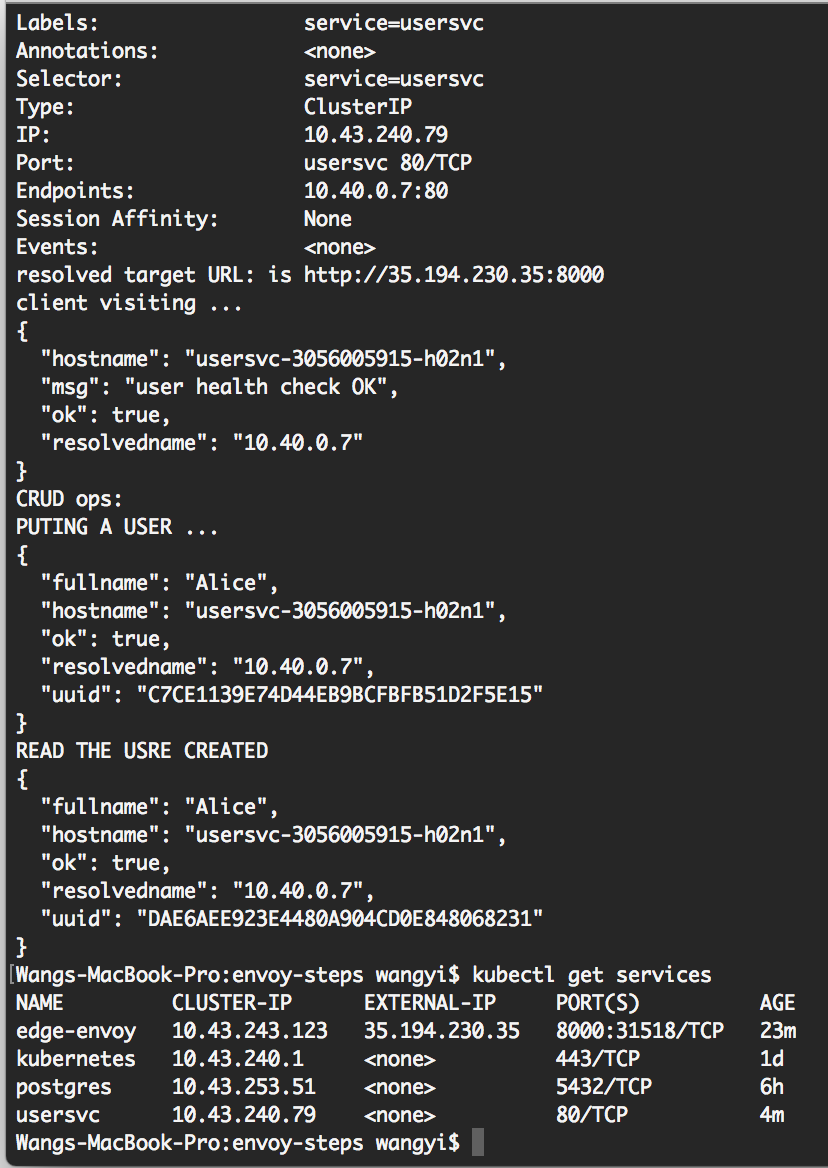 Labels: service=usersvc
Annotations: <none>
Selector: service=usersvc
Type: ClusterIP
IP: 10.43.240.79
Port: usersvc 80/TCP
Endpoints: 10.40.0.7:80
Session Affinity: None
Events: <none>
resolved target URL: is http://35.194.230.35:8000
client visiting ...
{
  "hostname": "usersvc-3056005915-h02n1",
  "msg": "user health check OK",
  "ok": true,
  "resolvedname": "10.40.0.7"
}
CRUD ops:
PUTING A USER ...
{
  "fullname": "Alice",
  "hostname": "usersvc-3056005915-h02n1",
  "ok": true,
  "resolvedname": "10.40.0.7",
  "uuid": "C7CE1139E74D44EB9BCFBFB51D2F5E15"
}
READ THE USRE CREATED
{
  "fullname": "Alice",
  "hostname": "usersvc-3056005915-h02n1",
  "ok": true,
  "resolvedname": "10.40.0.7",
  "uuid": "DAE6AEE923E4480A904CD0E848068231"
}
[Wangs-MacBook-Pro:envoy-steps wangyi$ kubectl get services
NAME CLUSTER-IP EXTERNAL-IP PORT(S) AGE
edge-envoy 10.43.243.123 35.194.230.35 8000:31518/TCP 23m
kubernetes 10.43.240.1 <none> 443/TCP 1d
postgres 10.43.253.51 <none> 5432/TCP 6h
usersvc 10.43.240.79 <none> 80/TCP 4m
Wangs-MacBook-Pro:envoy-steps wangyi$